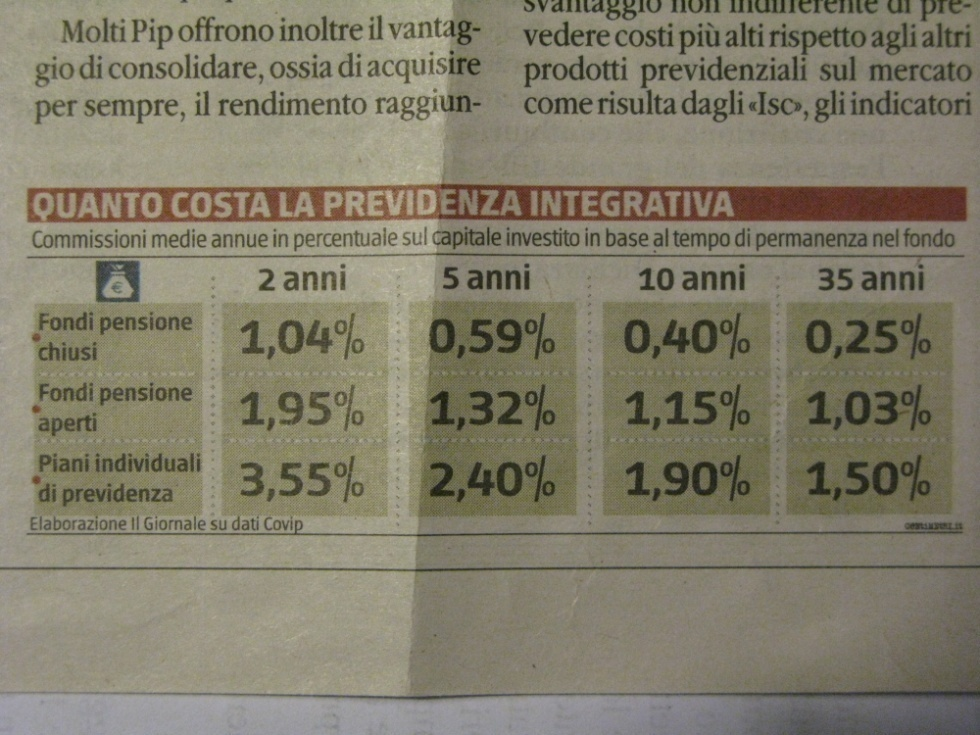 Molti Pip offrono inoltre il vantag-
gio di consolidare, ossia di acquisire
per sempre, il rendimento raggiun-
svantaggio non indifferente di pre-
vedere costi più alti rispetto agli altri
prodotti previdenziali sul mercato
come risulta dagli «Isc», gli indicatori
QUANTO COSTA LA PREVIDENZA INTEGRATIVA
Commissioni medie annue in percentuale sul capitale investito in base al tempo di permanenza nel fondo
€ 2 anni 5 anni 10 anni 35 anni
Fondi pensione
chiusi 1,04% 0,59% 0,40% 0,25%
Fondi pensione
aperti 1,95% 1,32% 1,15% 1,03%
Piani individuali
di previdenza 3,55% 2,40% 1,90% 1,50%
Elaborazione Il Giornale su dati Covip